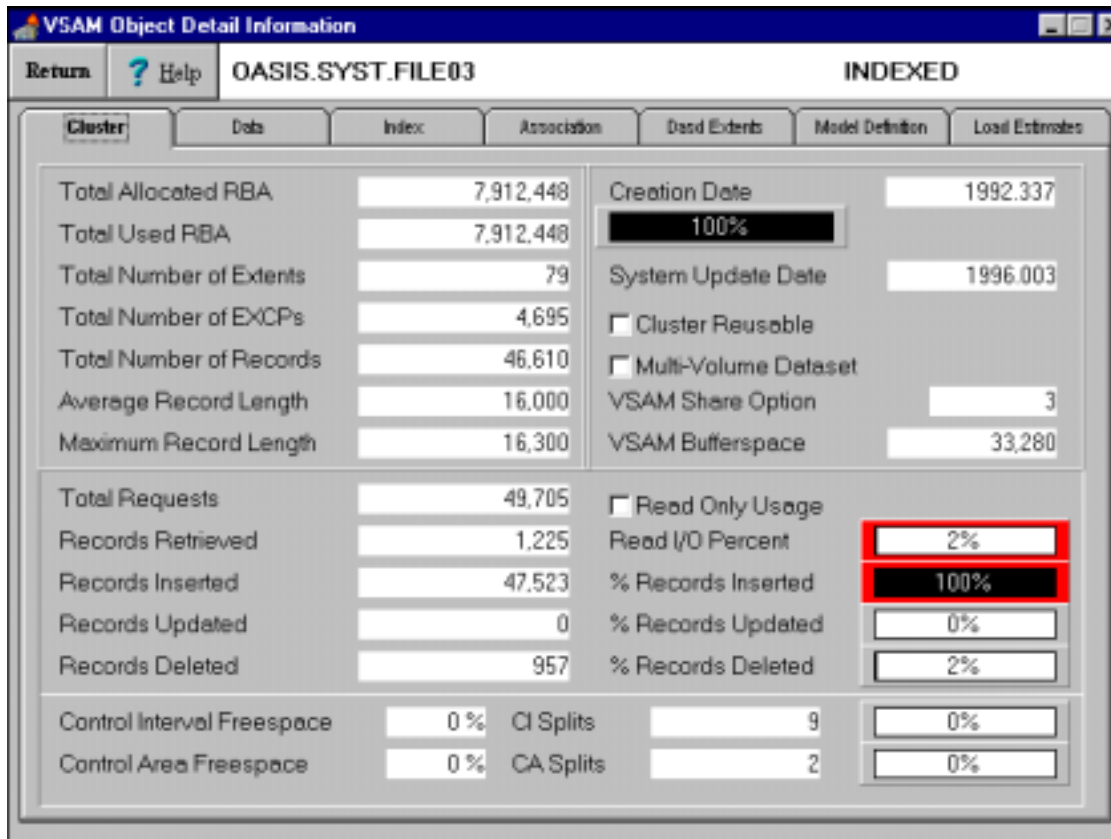 VSAM Object Detail Information
Return ? Help OASIS.SYST.FILE03 INDEXED
Cluster Data Index Association Dasd Extents Model Definition Load Estimates
Total Allocated RBA 7,912,448 Creation Date 1992.337
Total Used RBA 7,912,448 100%
Total Number of Extents 79 System Update Date 1996.003
Total Number of EXCPs 4,695 Cluster Reusable
Total Number of Records 46,610 Multi-Volume Dataset
Average Record Length 16,000 VSAM Share Option 3
Maximum Record Length 16,300 VSAM Bufferspace 33,280
Total Requests 49,705 Read Only Usage
Records Retrieved 1,225 Read I/O Percent 2%
Records Inserted 47,523 % Records Inserted 100%
Records Updated 0 % Records Updated 0%
Records Deleted 957 % Records Deleted 2%
Control Interval Freespace 0 % CI Splits 9 0%
Control Area Freespace 0 % CA Splits 2 0%